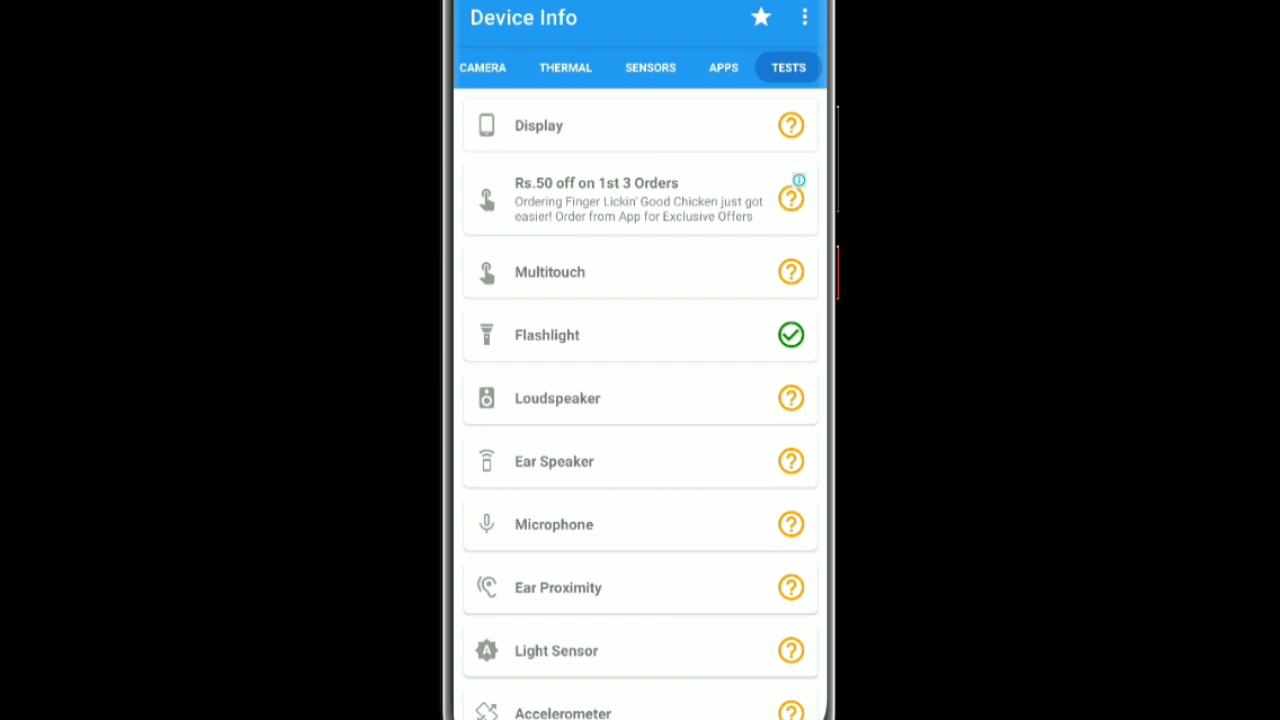 Device Info
CAMERA THERMAL SENSORS APPS TESTS
Display
Rs.50 off on 1st 3 Orders
Ordering Finger Lickin' Good Chicken just got
easier! Order from App for Exclusive Offers
Multitouch
Flashlight
Loudspeaker
Ear Speaker
Microphone
Ear Proximity
Light Sensor
Accelerometer